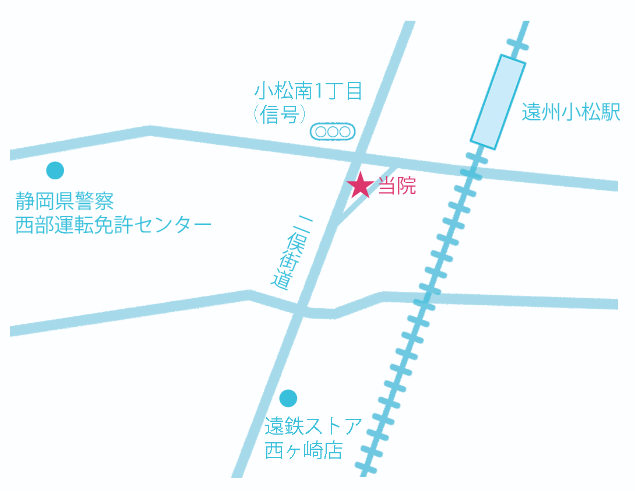 小松南1丁目
(信号)
遠州小松駅
当院
静岡県警察
西部運転免許センター
二俣街道
遠鉄ストア
西ヶ崎店